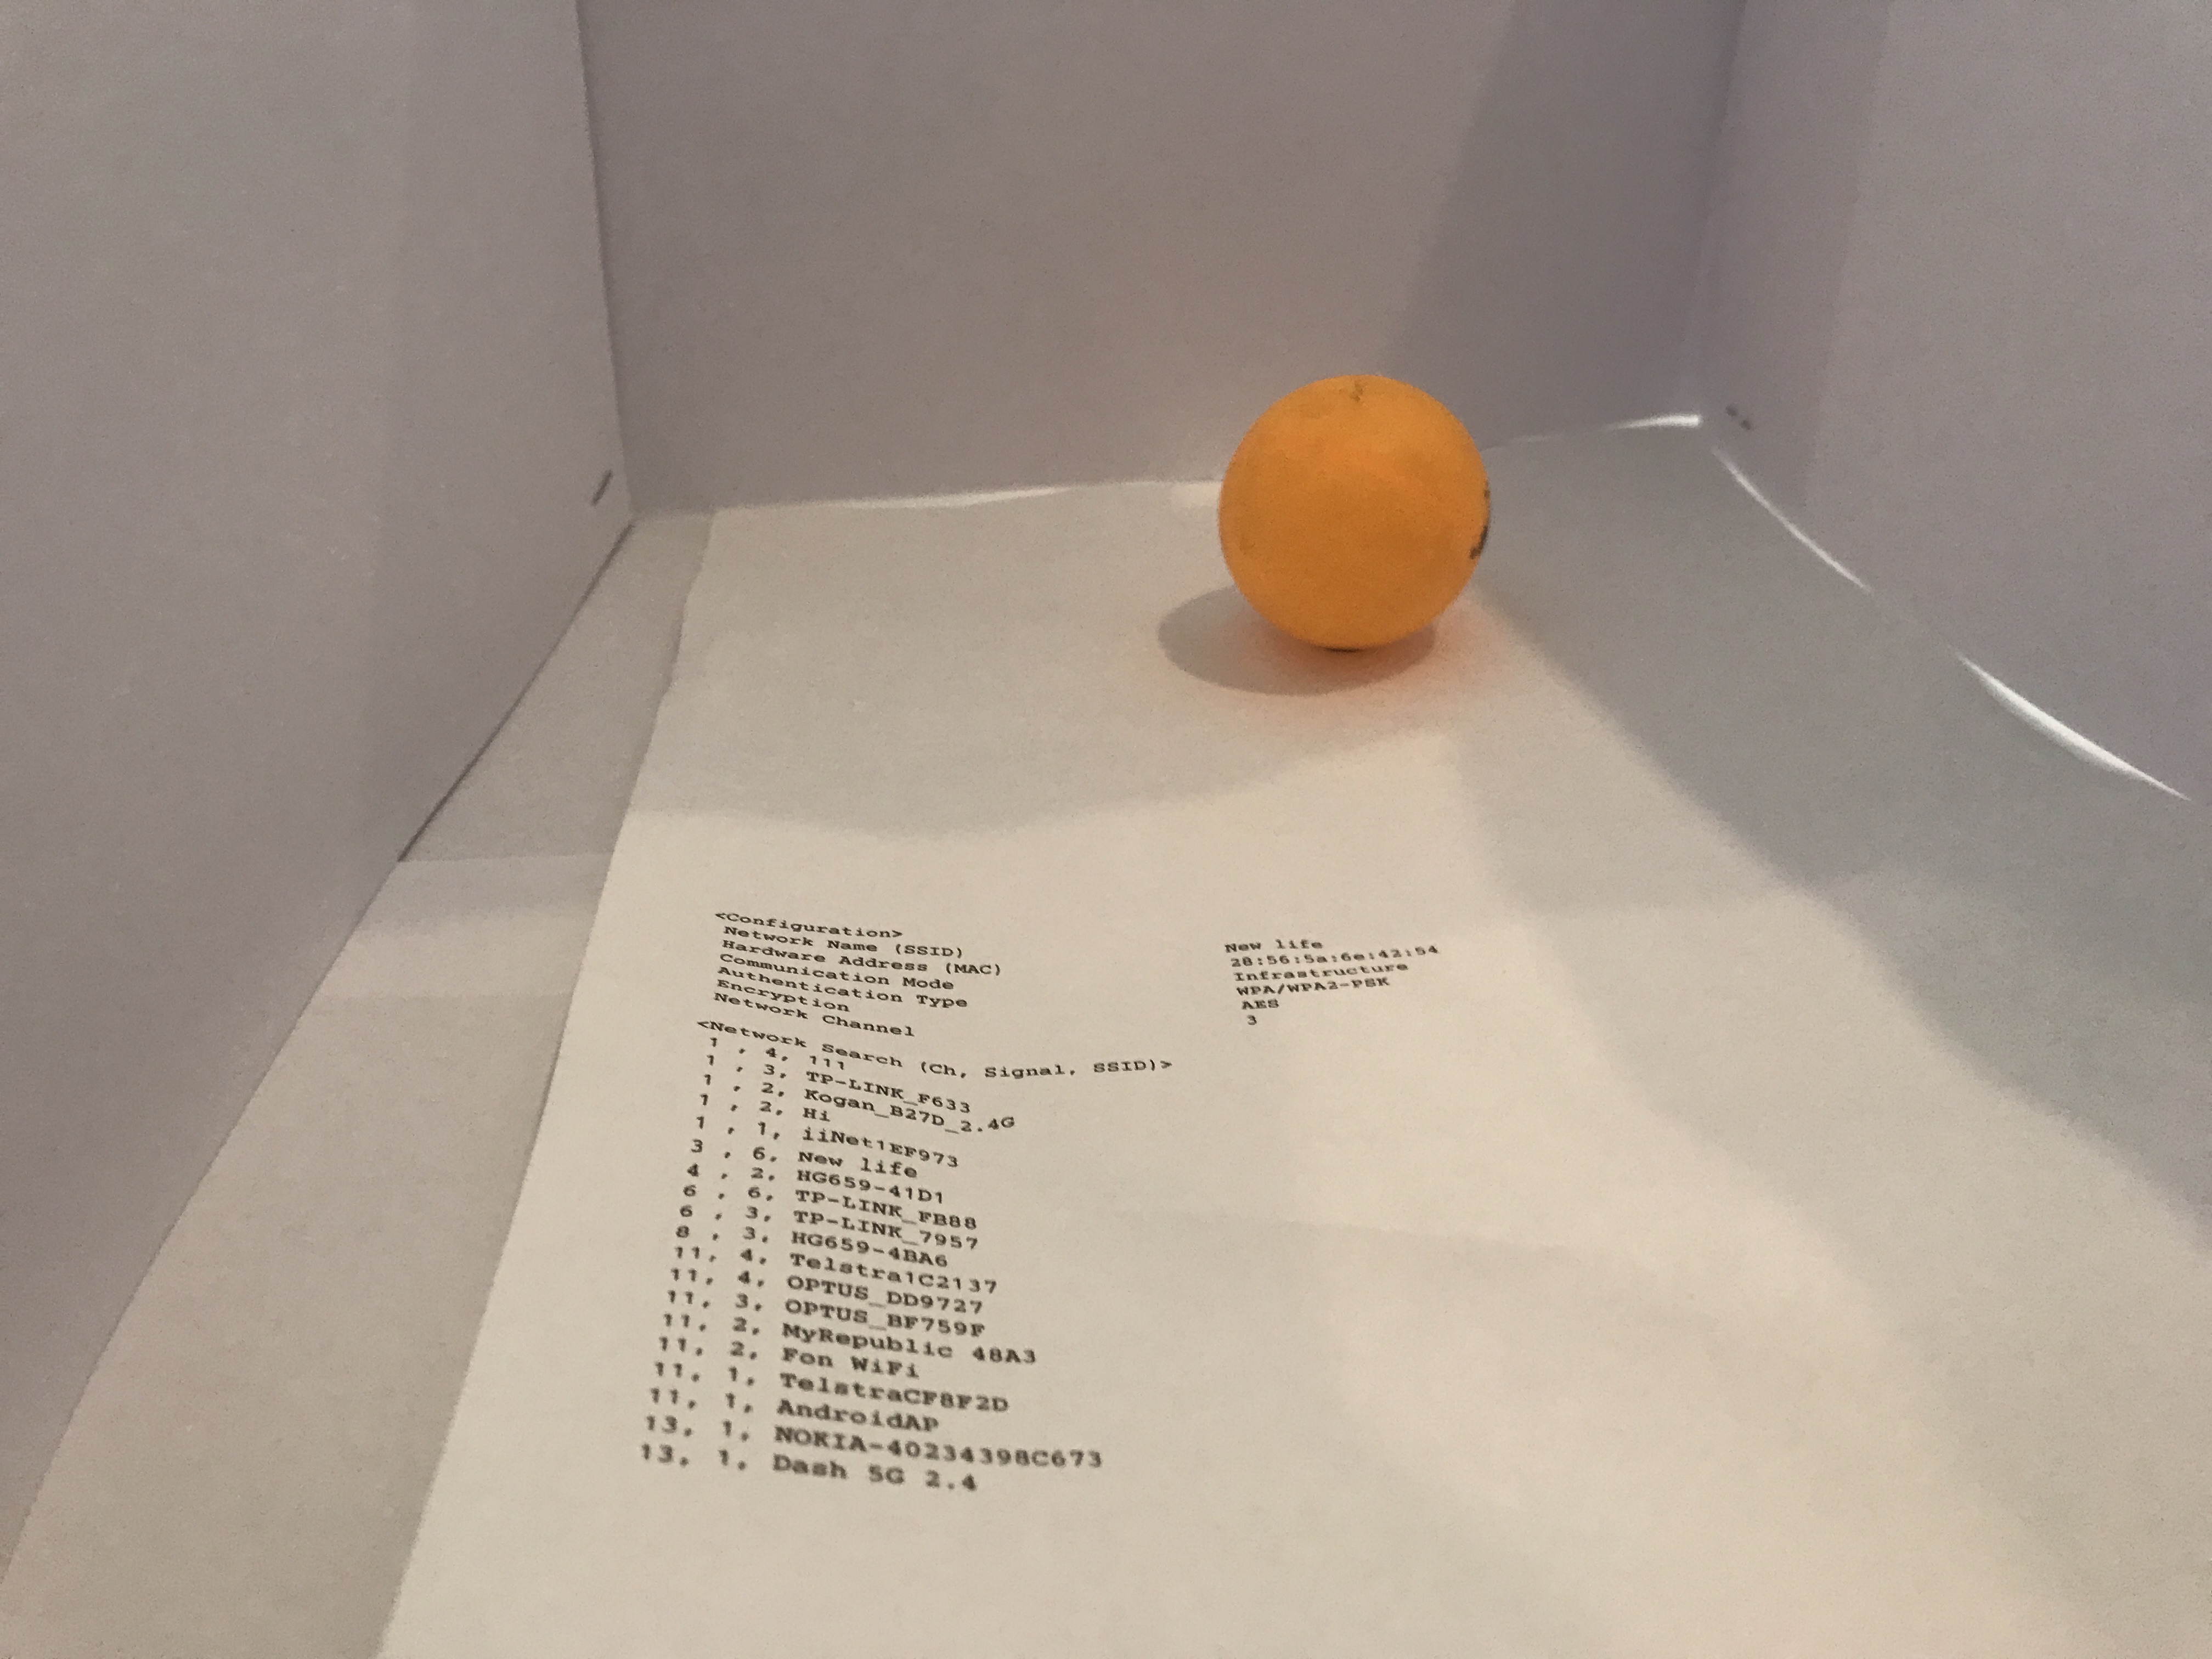 <Configuration>
Network Name (SSID) New life
Hardware Address (MAC) 28:56:5a:6e:42:54
Communication Mode Infrastructure
Authentication Type WPA/WPA2-PSK
Encryption AES
Network Channel 3
<Network Search (Ch, Signal, SSID)>
1 , 4, 111
1 , 3, TP-LINK_F633
1 , 2, Kogan_B27D_2.4G
1 , 2, Hi
1 , 1, iiNet1EF973
3 , 6, New life
4 , 2, HG659-41D1
6 , 6, TP-LINK_FB88
6 , 3, TP-LINK_7957
8 , 3, HG659-4BA6
11, 4, Telstra1C2137
11, 4, OPTUS_DD9727
11, 3, OPTUS_BF759F
11, 2, MyRepublic 48A3
11, 2, Fon WiFi
11, 1, TelstraCF8F2D
11, 1, AndroidAP
13, 1, NOKIA-40234398C673
13, 1, Dash 5G 2.4